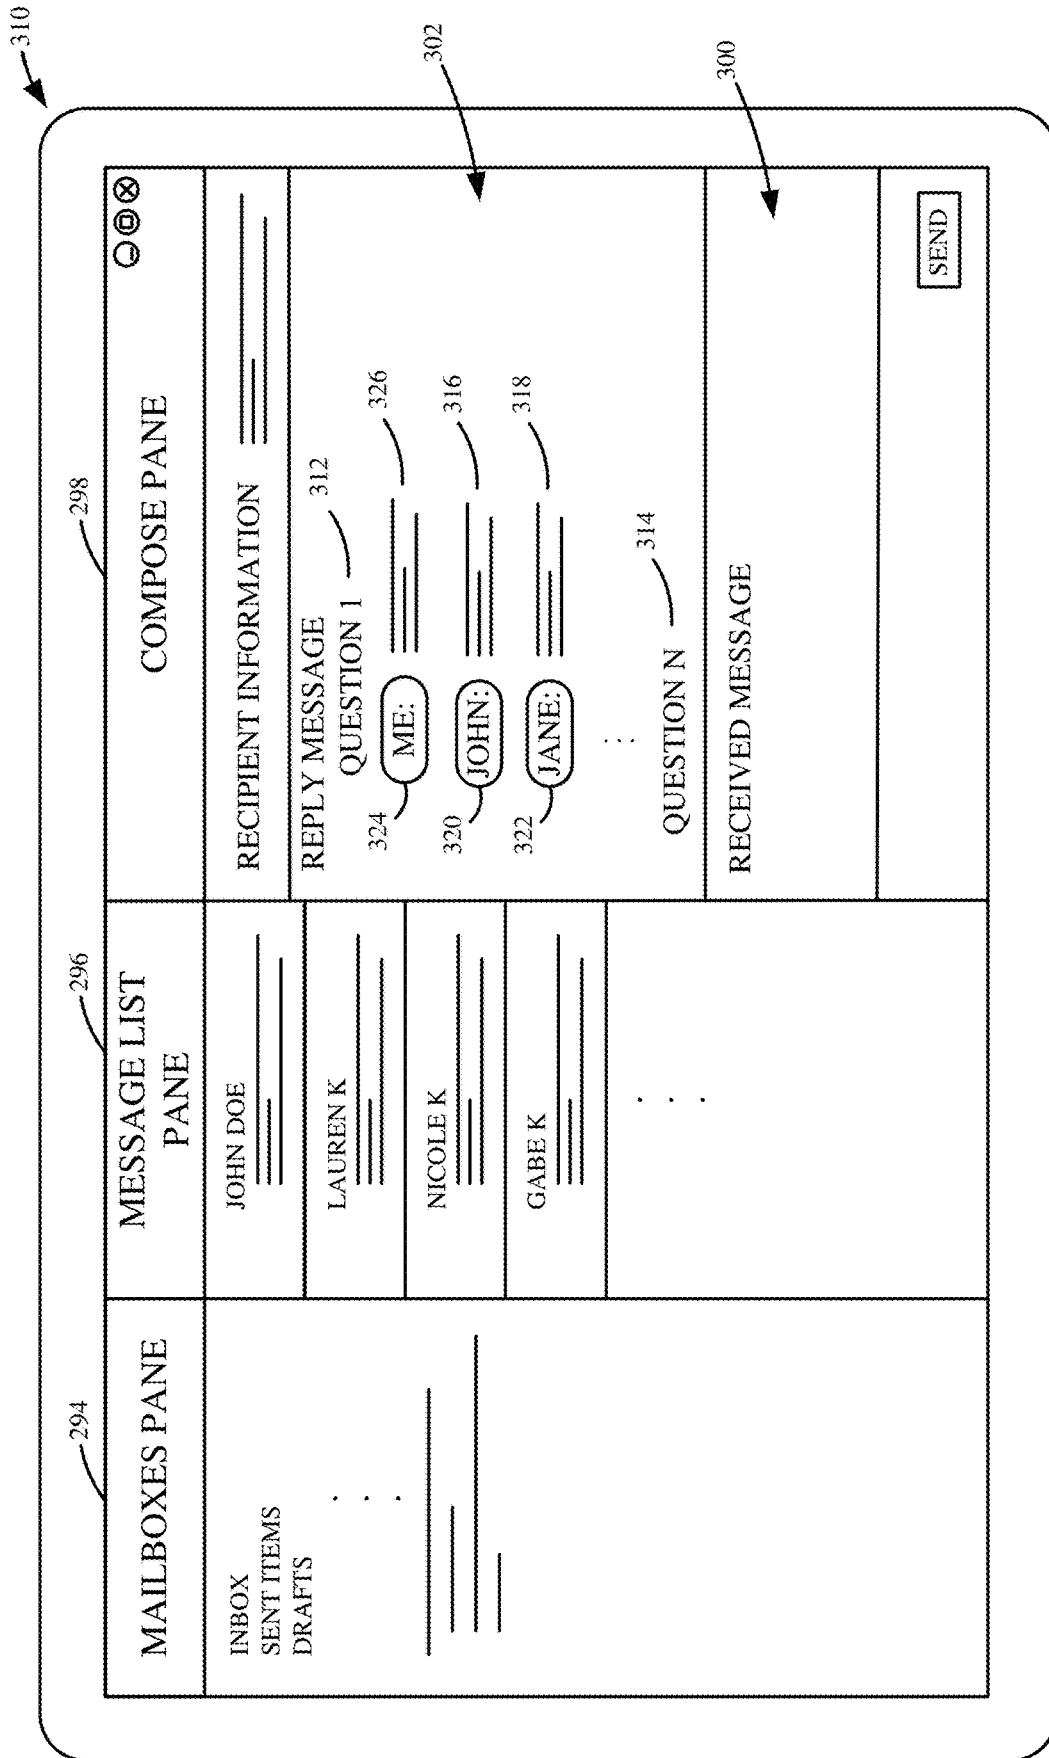 310
294
296
298
MAILBOXES PANE
INBOX
SENT ITEMS
DRAFTS
. . .
MESSAGE LIST
PANE
JOHN DOE
LAUREN K
NICOLE K
GABE K
. . .
COMPOSE PANE
RECIPIENT INFORMATION
REPLY MESSAGE
QUESTION 1
312
324
ME:
326
320
JOHN:
316
322
JANE:
318
. . .
QUESTION N
314
302
RECEIVED MESSAGE
300
SEND